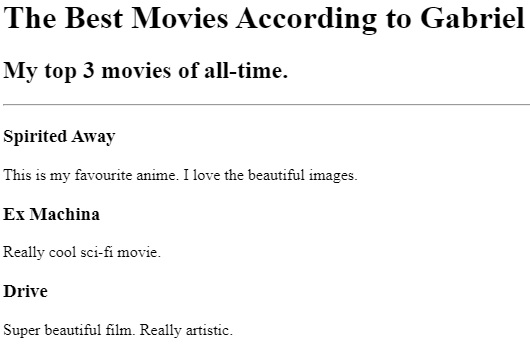 The Best Movies According to Gabriel
My top 3 movies of all-time.
Spirited Away
This is my favourite anime. I love the beautiful images.
Ex Machina
Really cool sci-fi movie.
Drive
Super beautiful film. Really artistic.